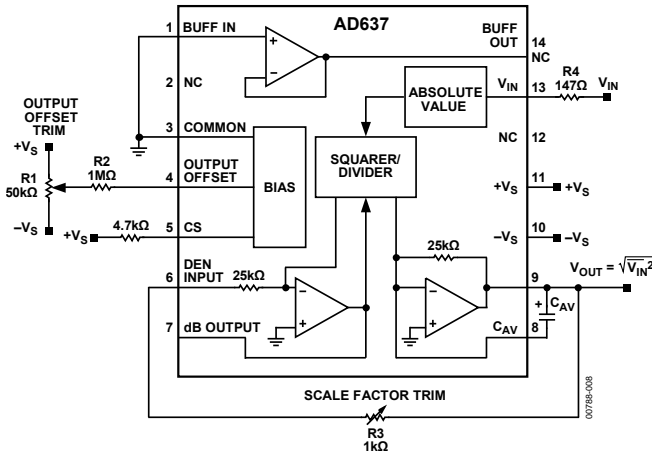 AD637
1 BUFF IN
BUFF
OUT
14
NC
2 NC
ABSOLUTE
VALUE
VIN 13
R4
147Ω
VIN
OUTPUT
OFFSET
TRIM
+VS
R1
50kΩ
–VS
3 COMMON
R2
1MΩ
4 OUTPUT
OFFSET
BIAS
SQUARER/
DIVIDER
NC 12
+VS 11 +VS
–VS 10 –VS
+VS 4.7kΩ 5 CS
6 DEN
INPUT
25kΩ
25kΩ
+
–
–
+
–
+
9
VOUT = √VIN²
+ CAV
7 dB OUTPUT
CAV 8
SCALE FACTOR TRIM
R3
1kΩ
00788-008